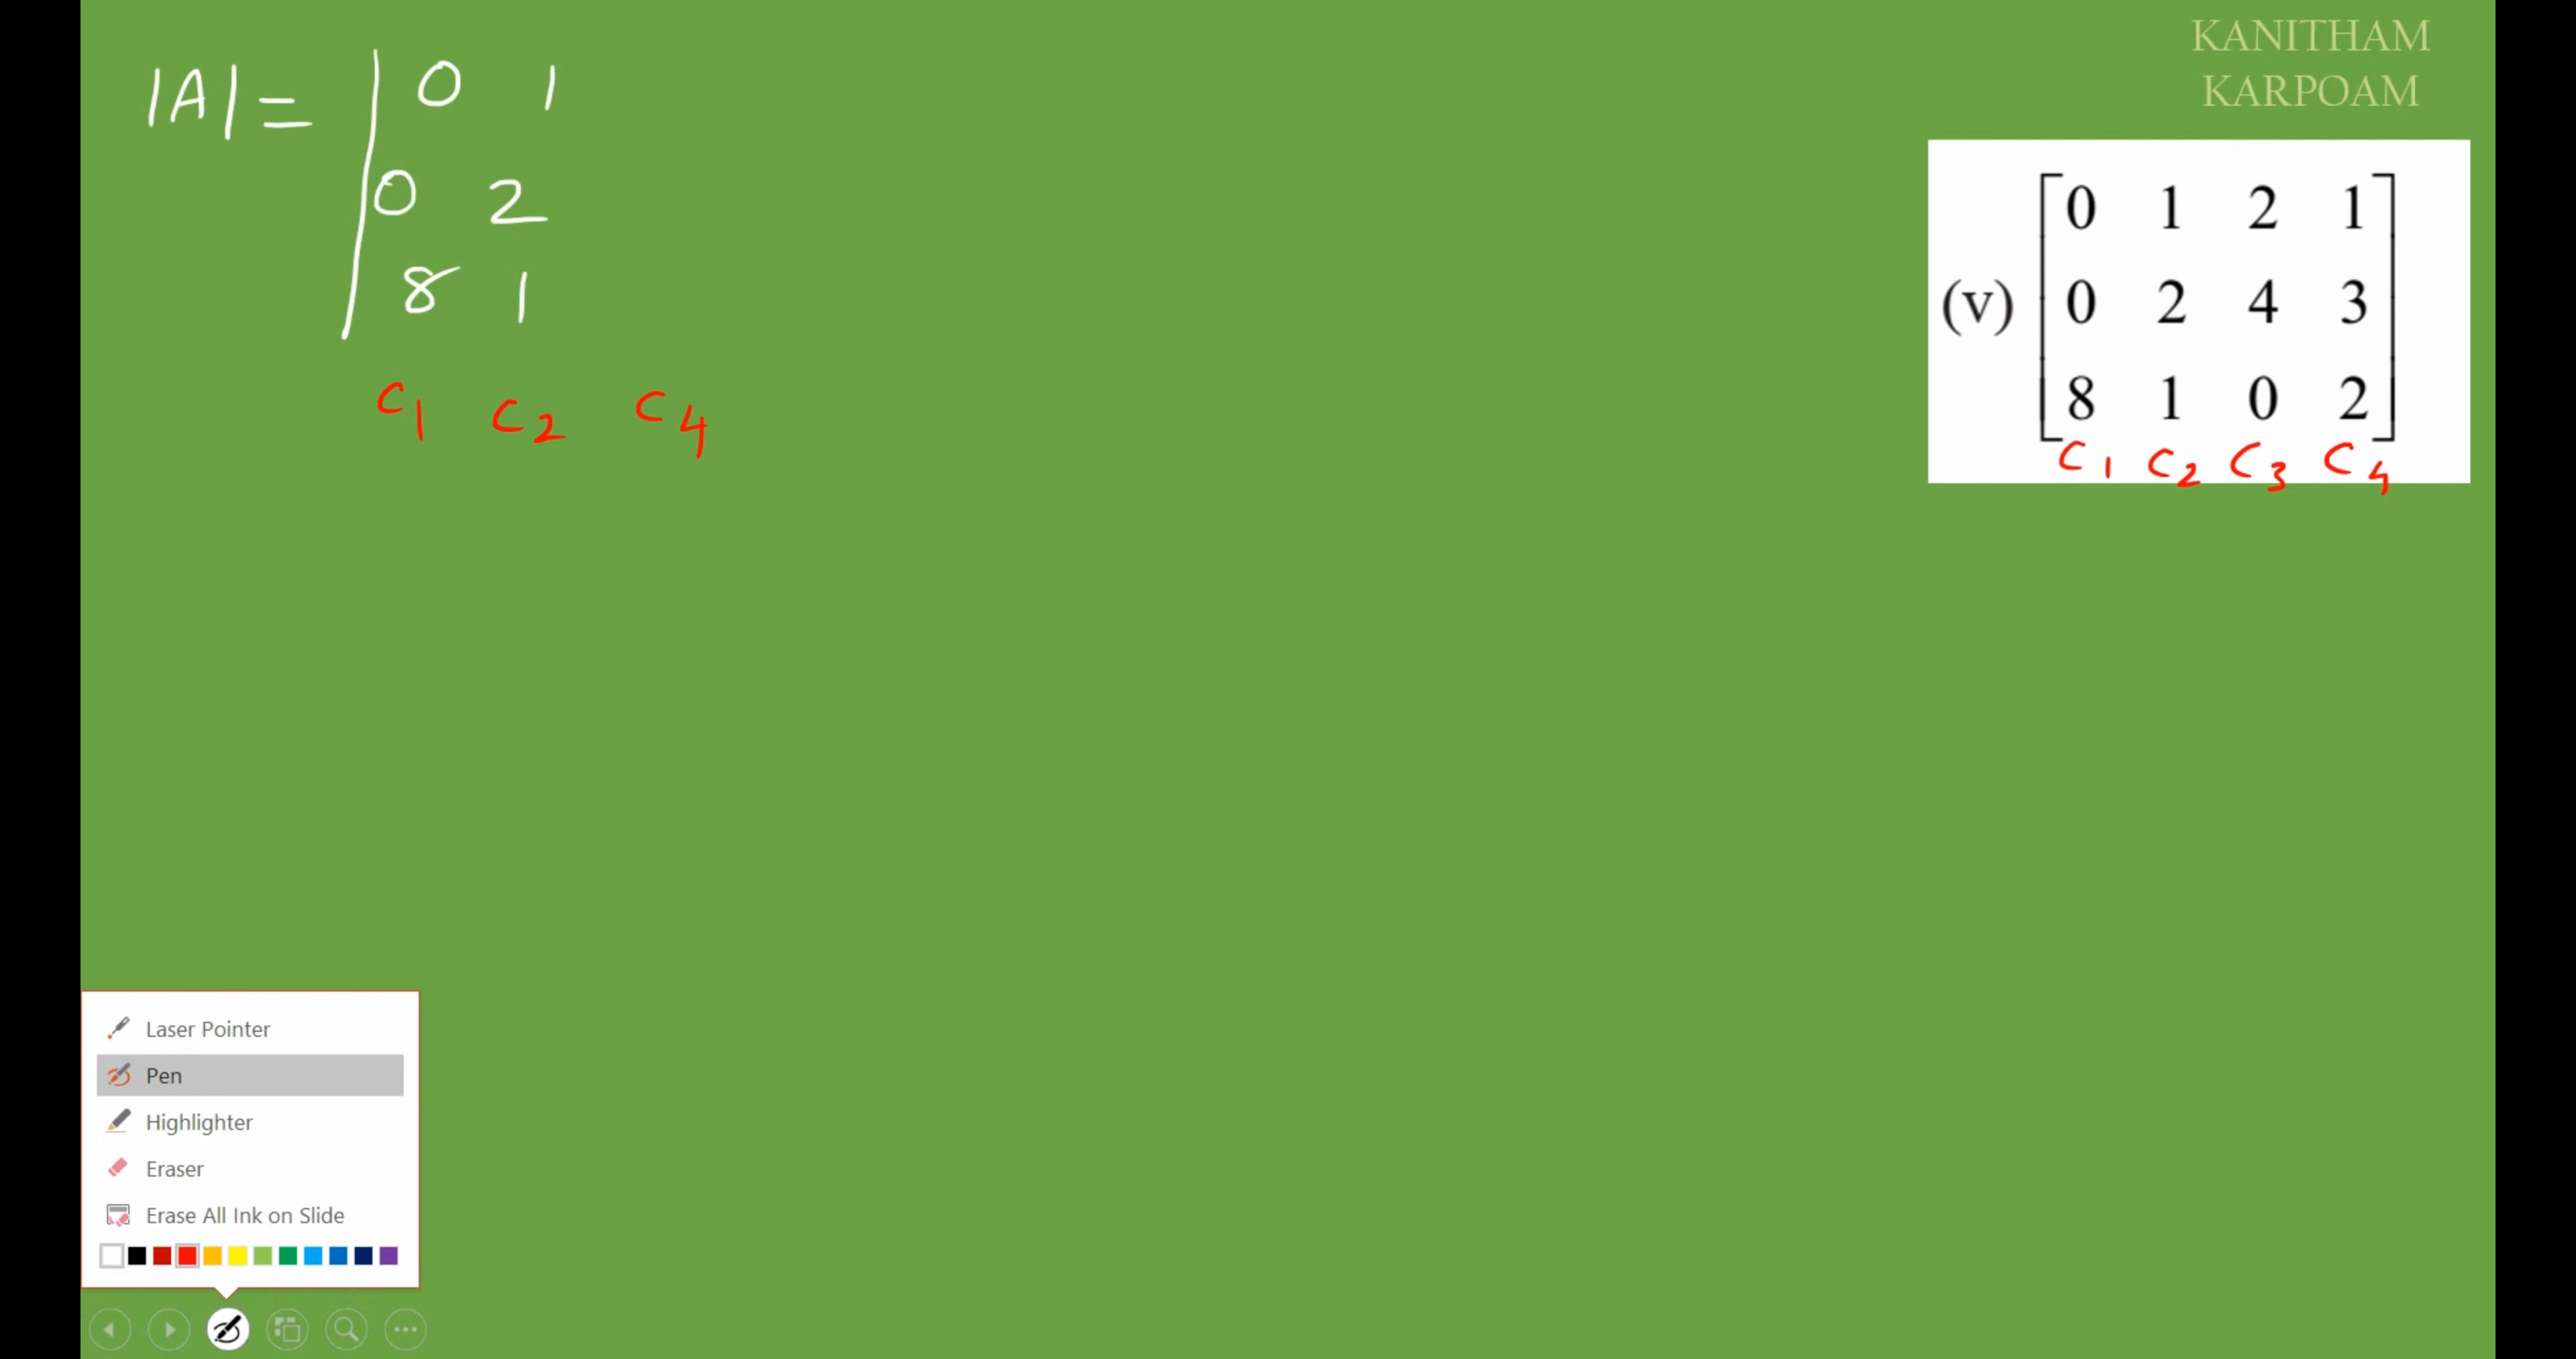 KANITHAM
KARPOAM
|A| = | 0 1
0 2
8 1
C1 C2 C4
(v) [0 1 2 1
0 2 4 3
8 1 0 2]
C1 C2 C3 C4
Laser Pointer
Pen
Highlighter
Eraser
Erase All Ink on Slide